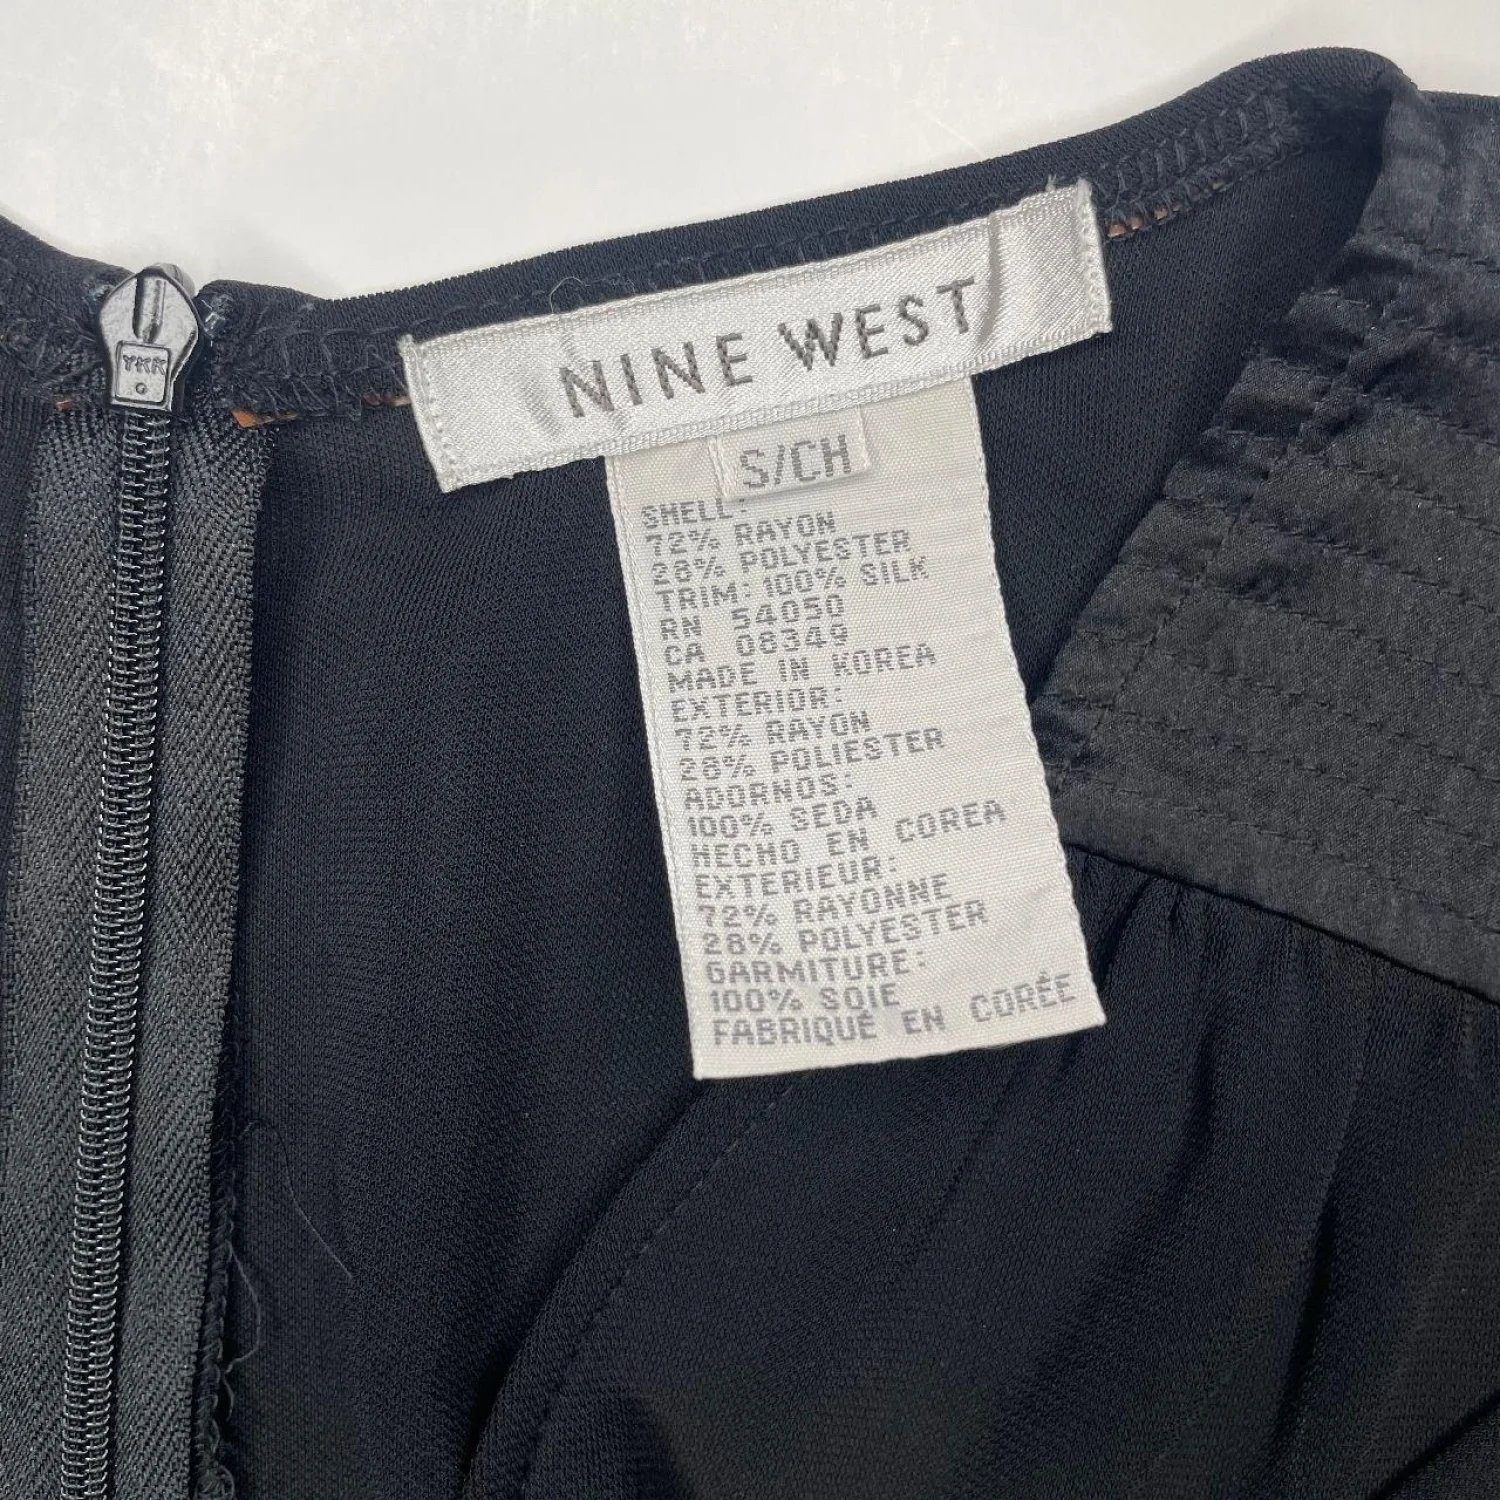 YKK
NINE WEST
S/CH
SHELL:
72% RAYON
28% POLYESTER
TRIM: 100% SILK
RN 54050
CA 08349
MADE IN KOREA
EXTERIOR:
72% RAYON
28% POLIESTER
ADORNOS:
100% SEDA
HECHO EN COREA
EXTERIEUR:
72% RAYONNE
28% POLYESTER
GARMITURE:
100% SOIE
FABRIQUÉ EN CORÉE